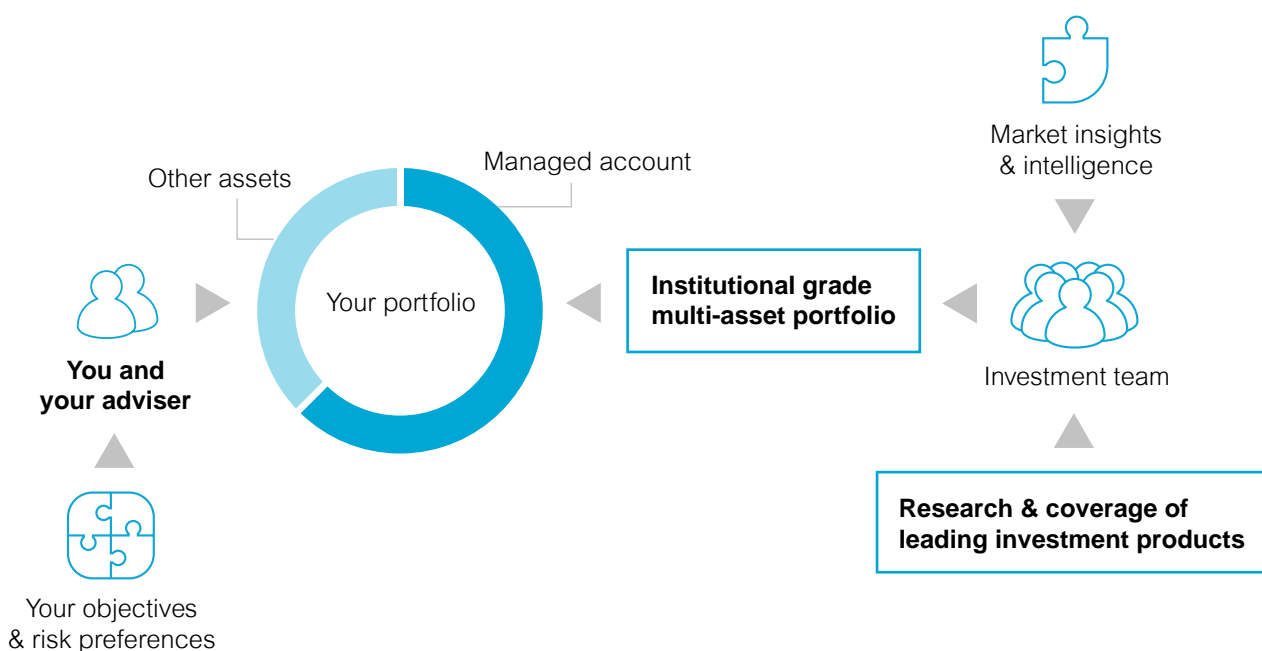 Market insights
& intelligence
Managed account
Other assets
Institutional grade
multi-asset portfolio
Your portfolio
You and
your adviser
Investment team
Research & coverage of
leading investment products
Your objectives
& risk preferences